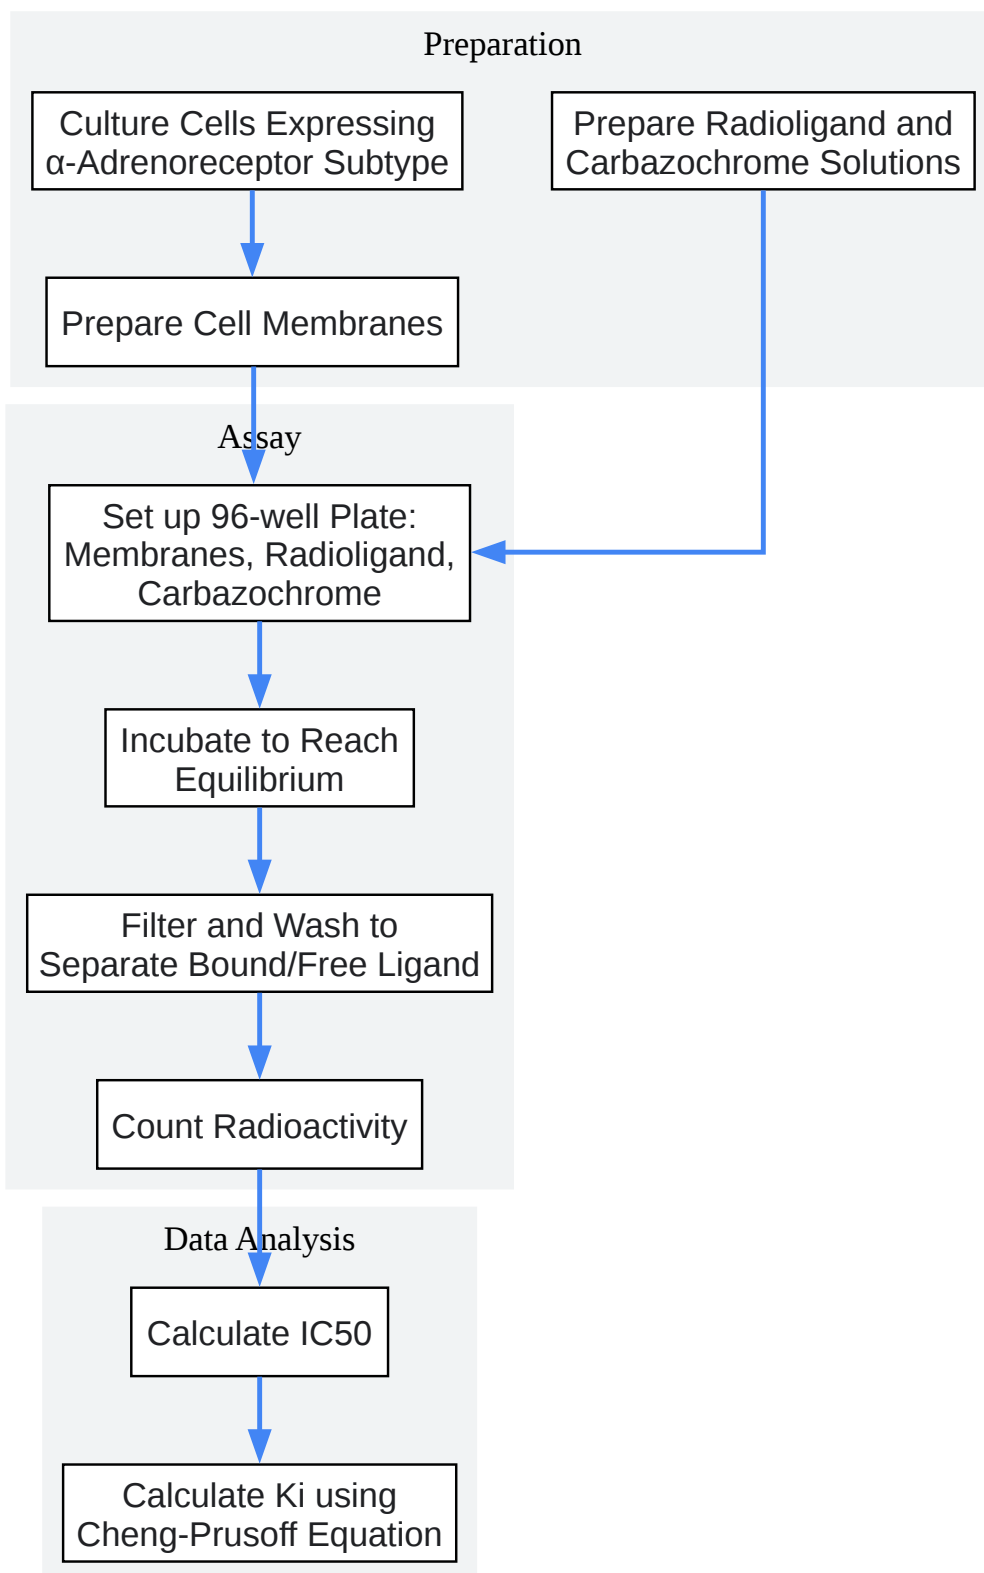 Preparation
Culture Cells Expressing
α-Adrenoreceptor Subtype
Prepare Radioligand and
Carbazochrome Solutions
Prepare Cell Membranes
Assay
Set up 96-well Plate:
Membranes, Radioligand,
Carbazochrome
Incubate to Reach
Equilibrium
Filter and Wash to
Separate Bound/Free Ligand
Count Radioactivity
Data Analysis
Calculate IC50
Calculate Ki using
Cheng-Prusoff Equation